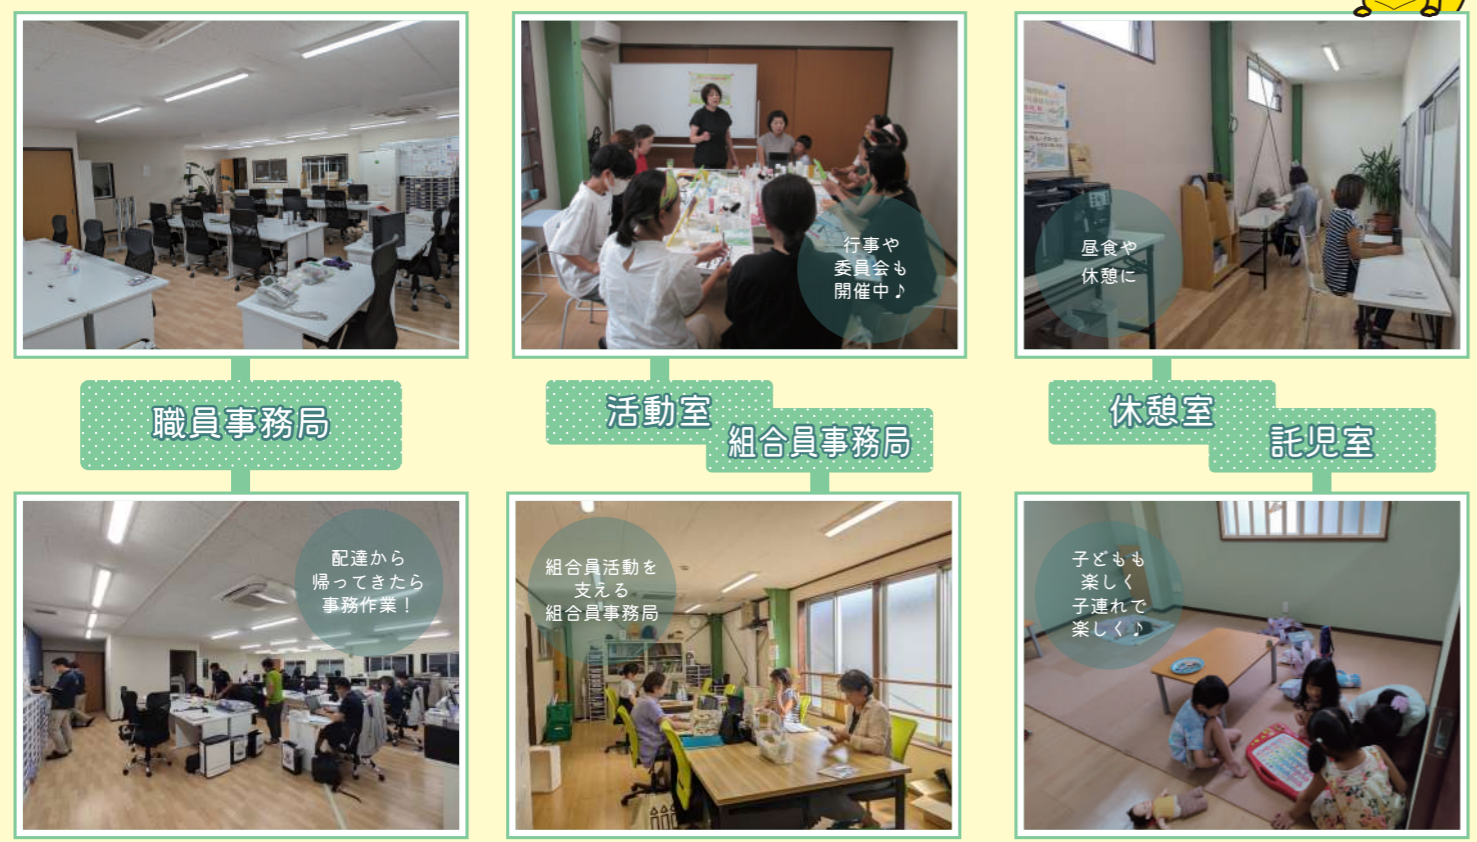 行事や
委員会も
開催中♪
昼食や
休憩に
職員事務局
活動室
組合員事務局
休憩室
託児室
配達から
帰ってきたら
事務作業！
組合員活動を
支える
組合員事務局
子どもも
楽しく
子連れで
楽しく♪